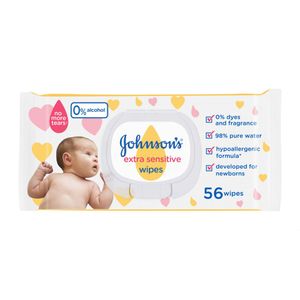 no
more
tears
0% alcohol
Johnson's
extra sensitive
wipes
0% dyes
and fragrance
98% pure water
hypoallergenic
formula*
developed for
newborns
56 wipes